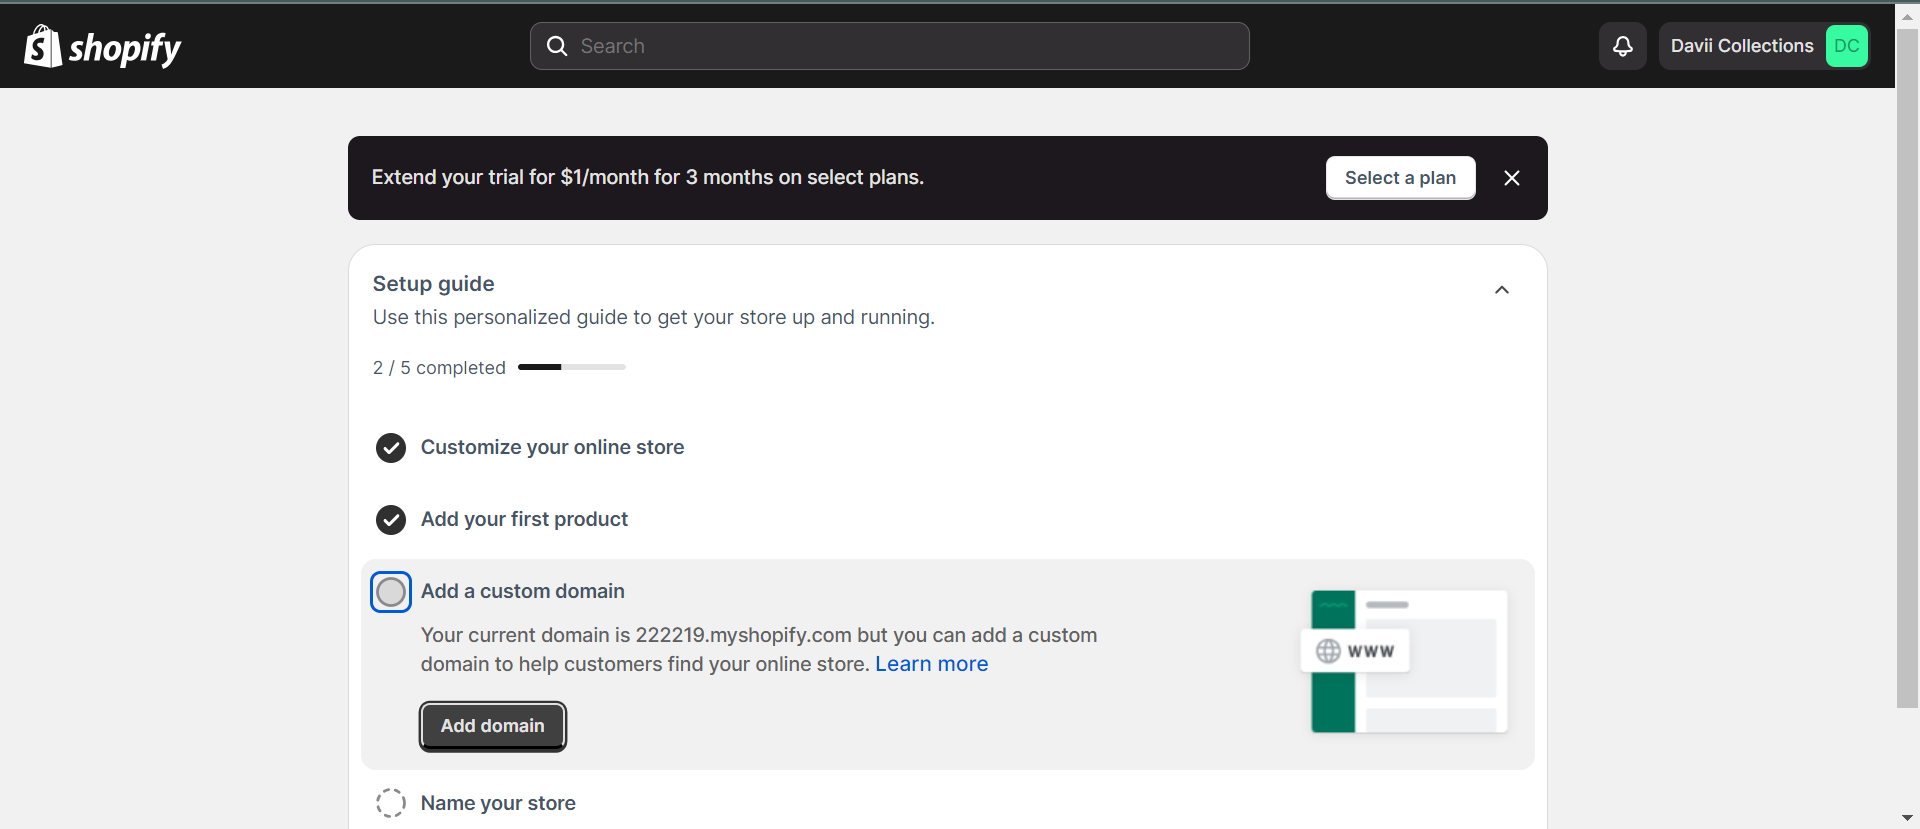 shopify
Search
Davii Collections
DC
Extend your trial for $1/month for 3 months on select plans.
Select a plan
Setup guide
Use this personalized guide to get your store up and running.
2 / 5 completed
Customize your online store
Add your first product
Add a custom domain
Your current domain is 222219.myshopify.com but you can add a custom
domain to help customers find your online store. Learn more
www
Add domain
Name your store